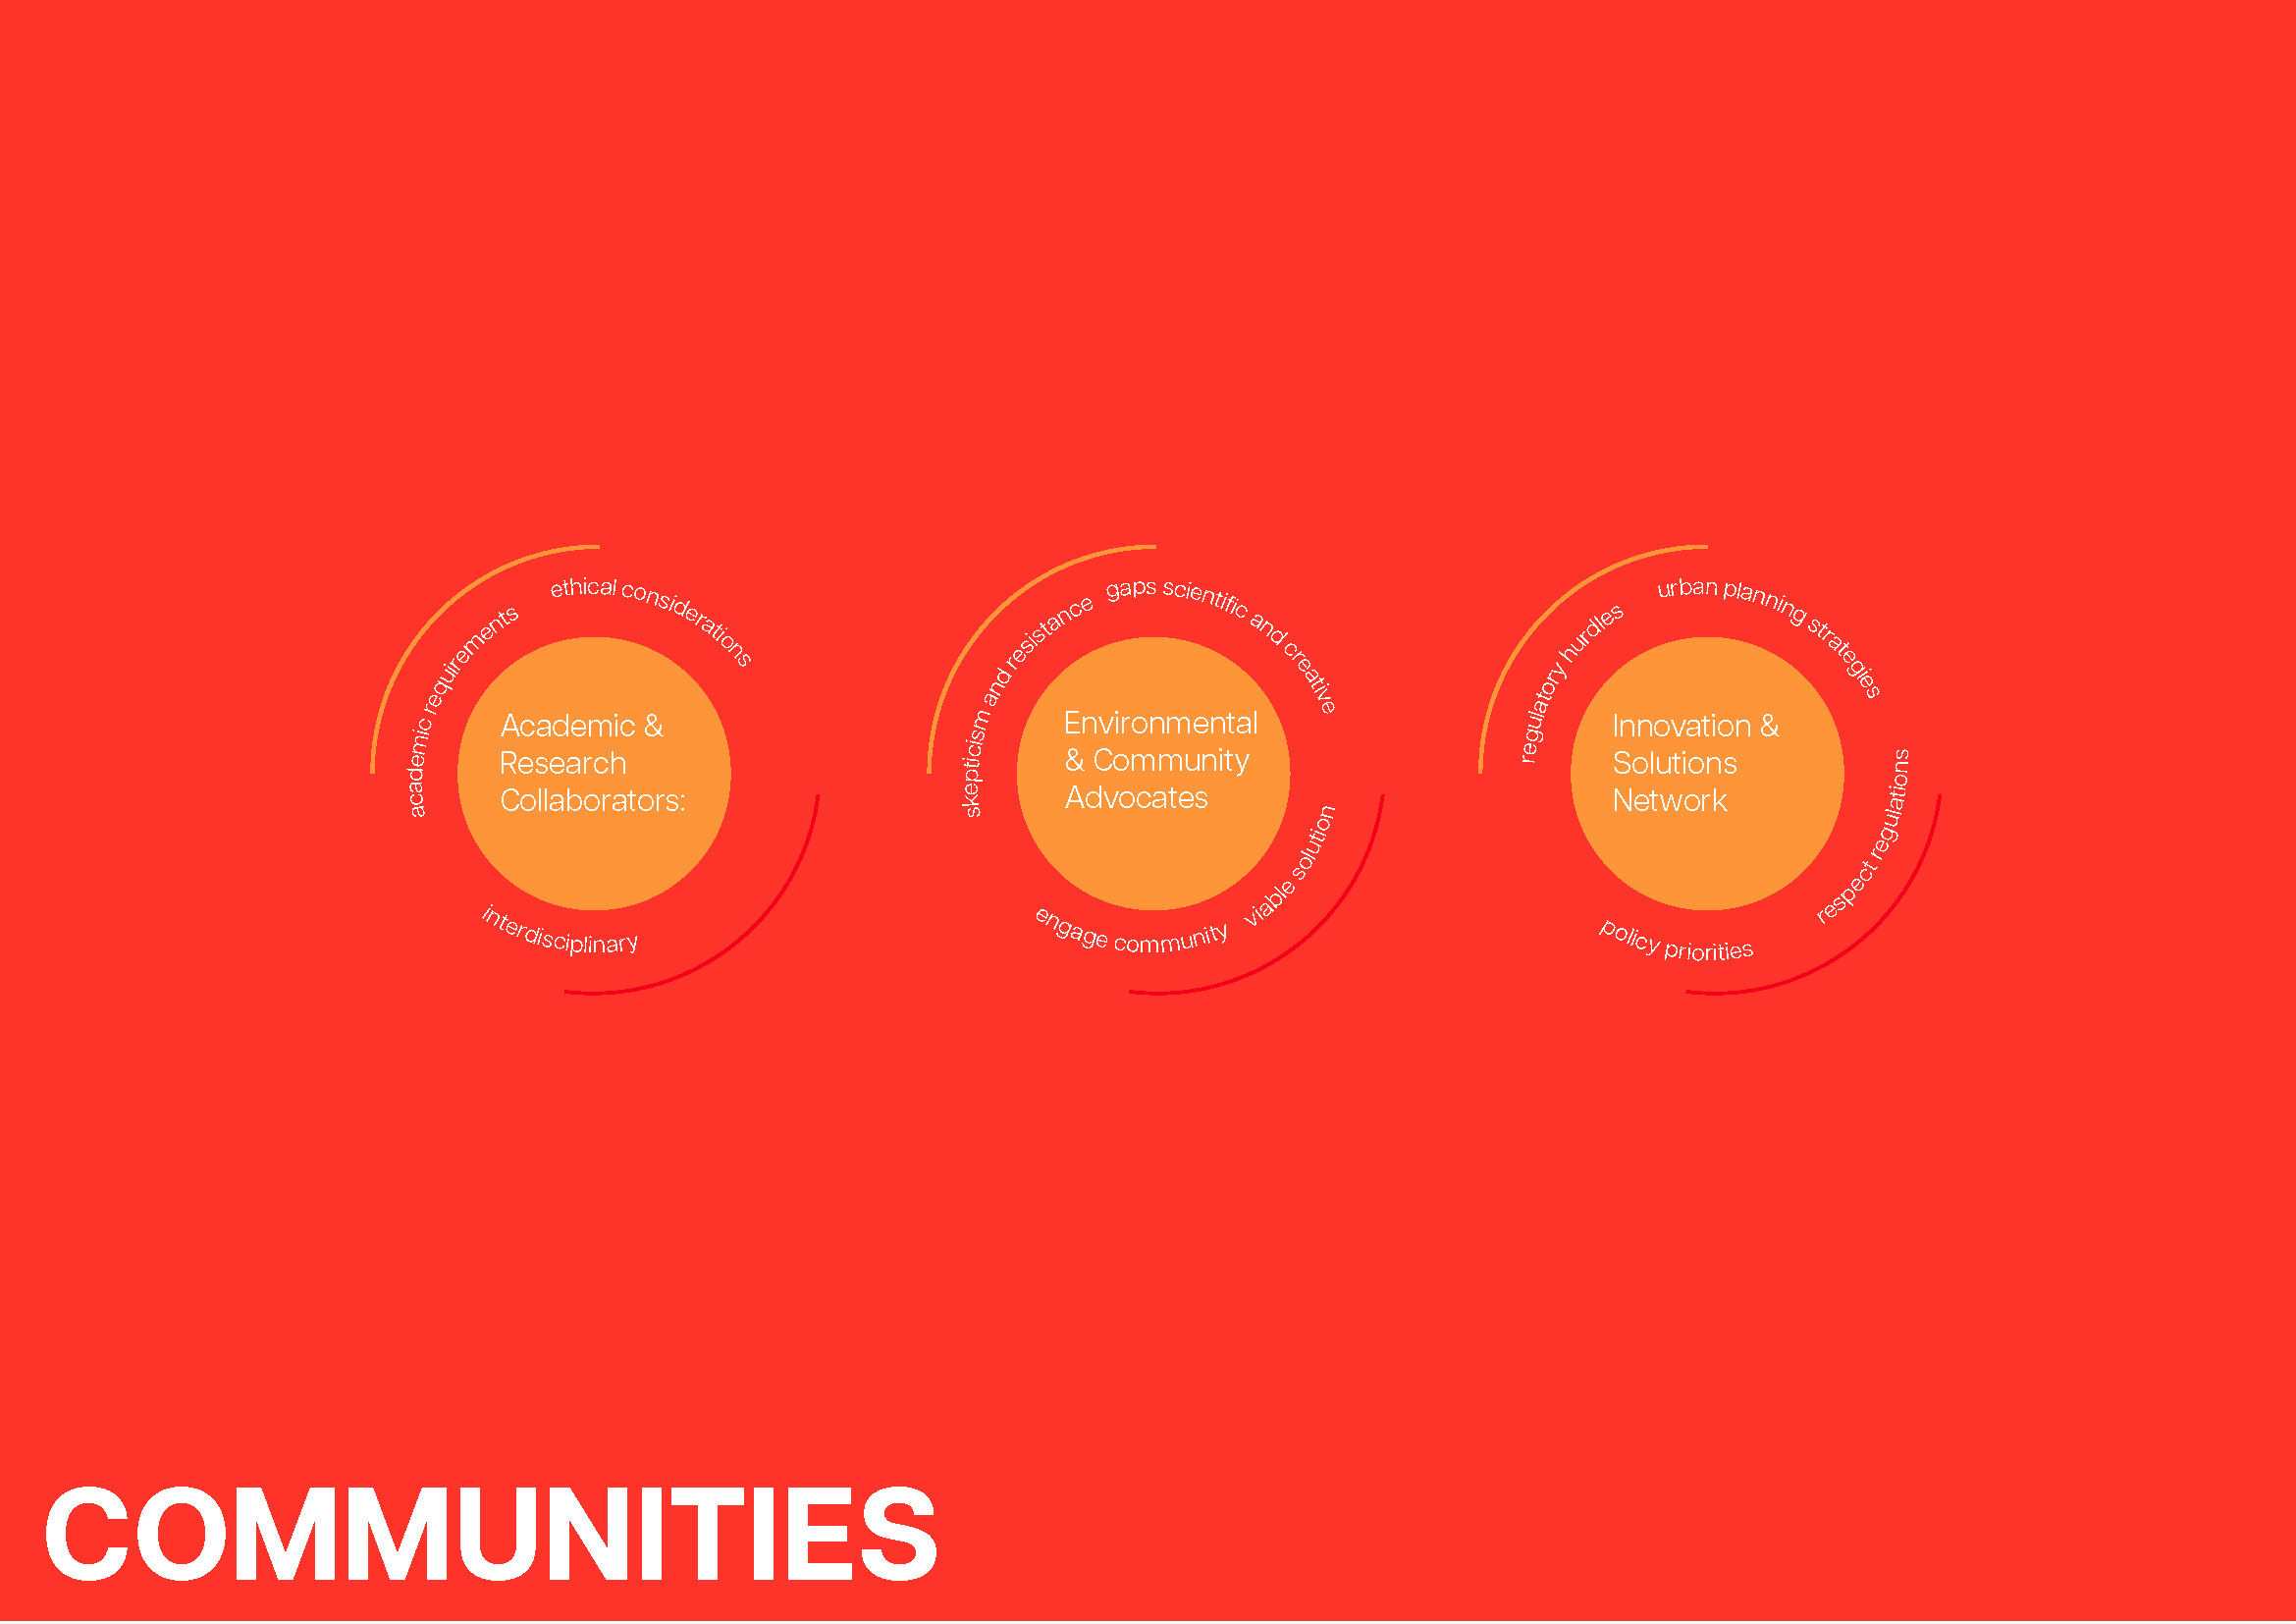 academic requirements
ethical considerations
Academic &
Research
Collaborators:
interdisciplinary
skepticism and resistance
gaps scientific and creative
Environmental
& Community
Advocates
engage community
viable solution
regulatory hurdles
urban planning strategies
Innovation &
Solutions
Network
policy priorities
respect regulations
COMMUNITIES